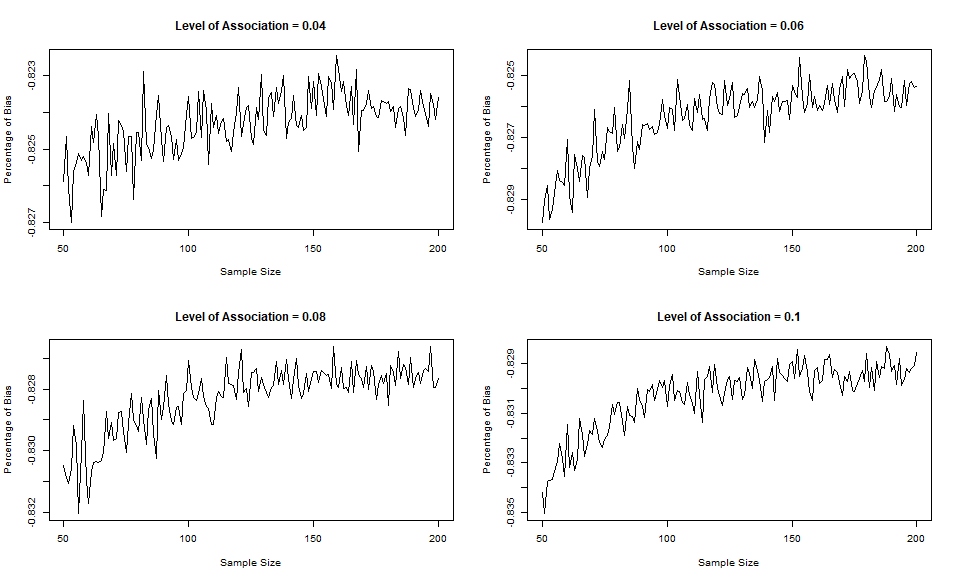 Level of Association = 0.04
Percentage of Bias
-0.823
-0.825
-0.827
50 100 150 200
Sample Size
Level of Association = 0.06
Percentage of Bias
-0.825
-0.827
-0.829
50 100 150 200
Sample Size
Level of Association = 0.08
Percentage of Bias
-0.828
-0.830
-0.832
50 100 150 200
Sample Size
Level of Association = 0.1
Percentage of Bias
-0.829
-0.831
-0.833
-0.835
50 100 150 200
Sample Size